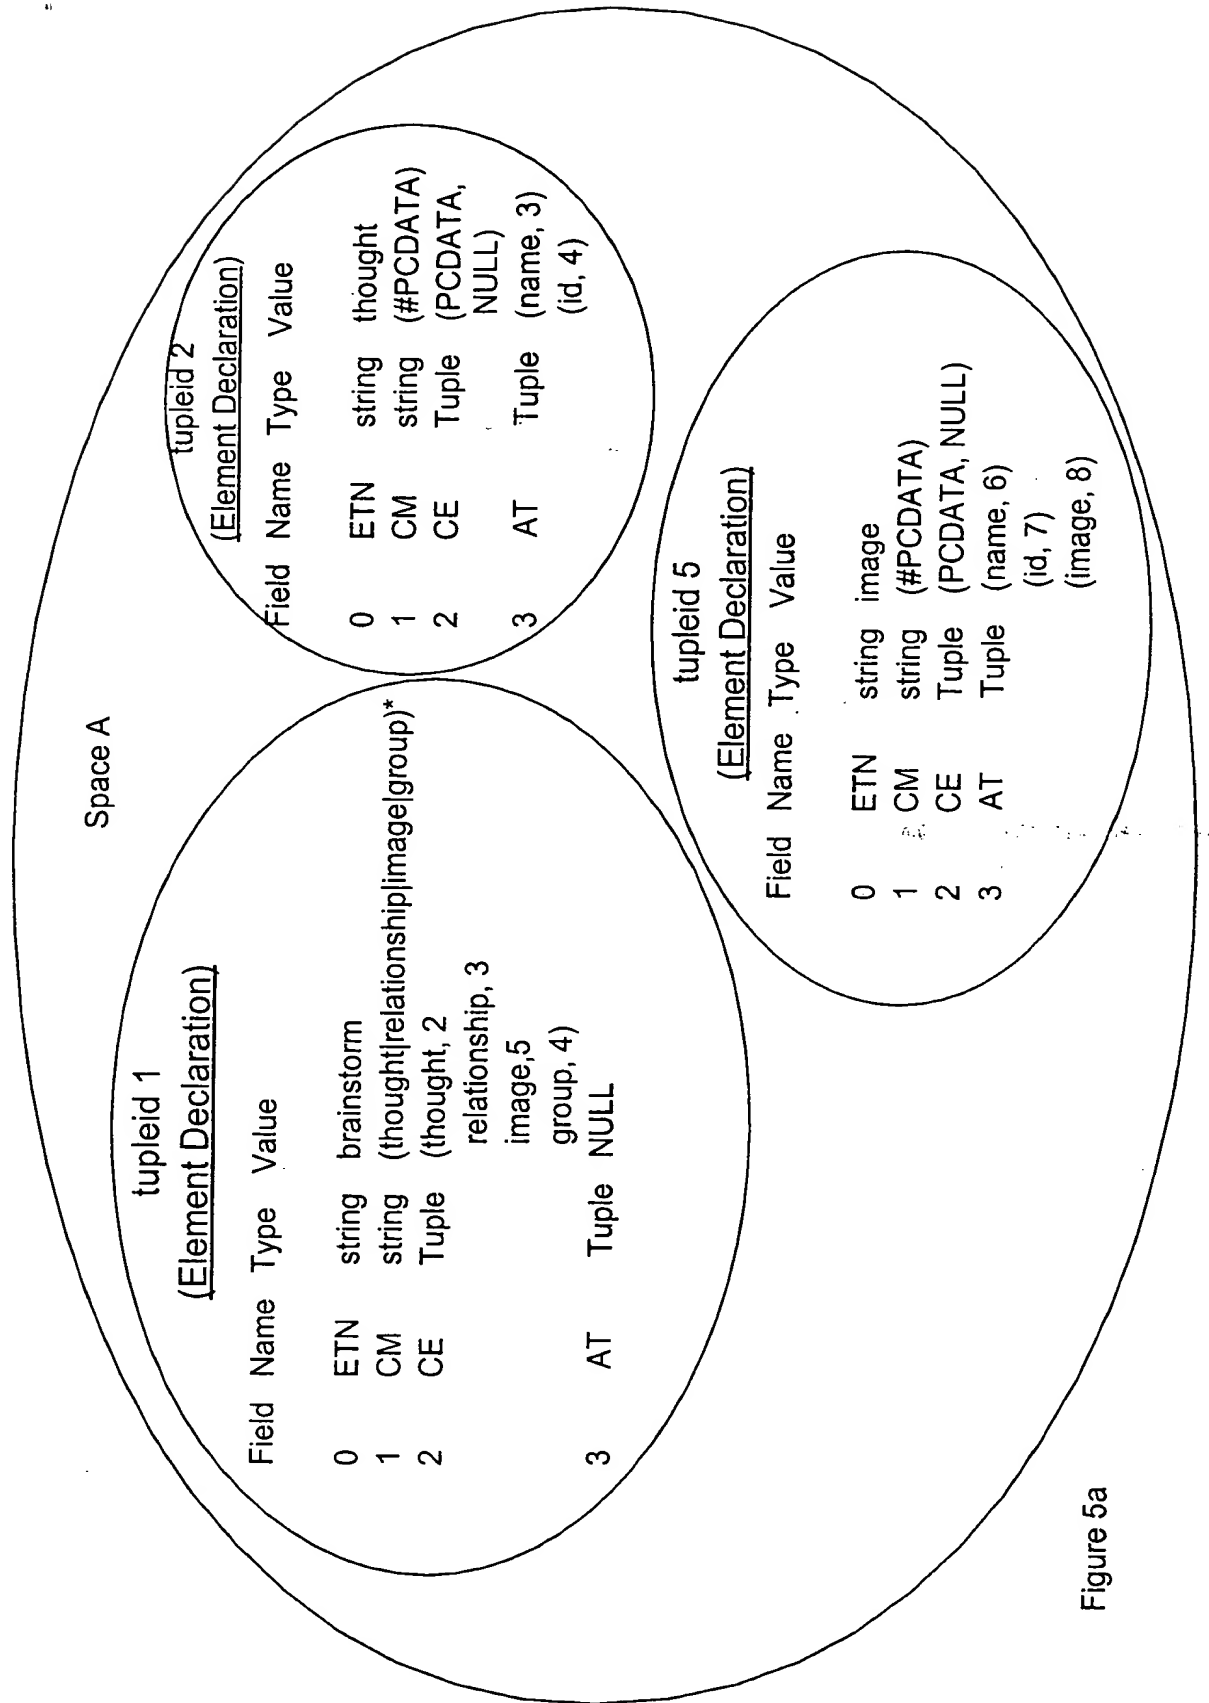 Space A
tupleid 1
(Element Declaration)
Field Name Type Value
0 ETN string brainstorm
1 CM string (thought|relationship|image|group)*
2 CE Tuple (thought, 2
relationship, 3
image,5
group, 4)
3 AT Tuple NULL
tupleid 2
(Element Declaration)
Field Name Type Value
0 ETN string thought
1 CM string (#PCDATA)
2 CE Tuple (PCDATA,
NULL)
3 AT Tuple (name, 3)
(id, 4)
tupleid 5
(Element Declaration)
Field Name Type Value
0 ETN string image
1 CM string (#PCDATA)
2 CE Tuple (PCDATA, NULL)
3 AT Tuple (name, 6)
(id, 7)
(image, 8)
Figure 5a